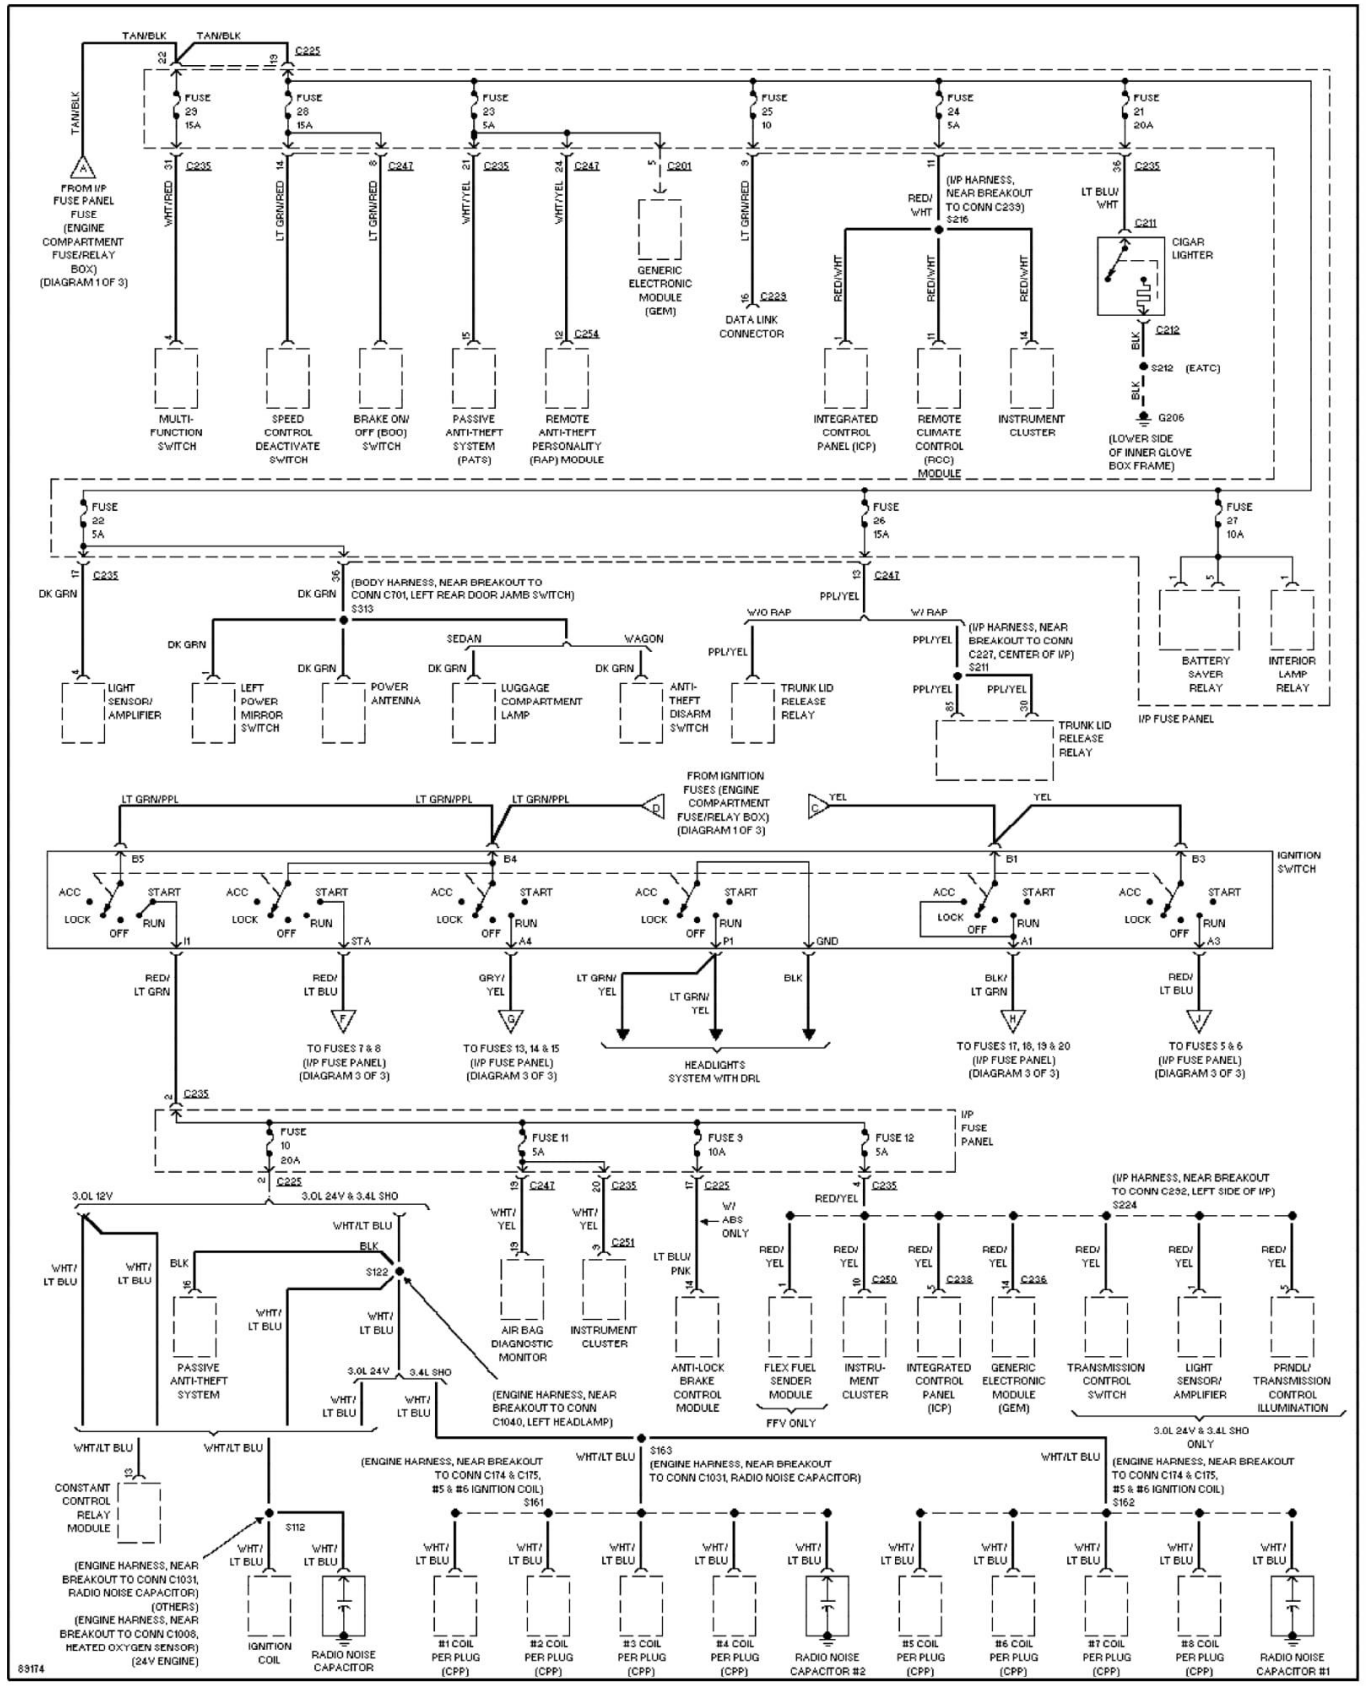 TAN/BLK TAN/BLK
22 19 C225
TAN/BLK
FUSE 29 15A
FUSE 28 15A
FUSE 23 5A
FUSE 25 10
FUSE 24 5A
FUSE 21 20A
A
FROM I/P
FUSE PANEL
FUSE
(ENGINE
COMPARTMENT
FUSE/RELAY
BOX)
(DIAGRAM 1 OF 3)
31 C235
14
8 C247
21 C235
24 C247
5 C201
9
11
36 C235
WHT/RED
LT GRN/RED
LT GRN/RED
WHT/YEL
WHT/YEL
LT GRN/RED
RED/
WHT
(I/P HARNESS,
NEAR BREAKOUT
TO CONN C239)
S216
LT BLU/
WHT
C211
CIGAR
LIGHTER
GENERIC
ELECTRONIC
MODULE
(GEM)
16 C229
DATA LINK
CONNECTOR
RED/WHT
RED/WHT
RED/WHT
C212
BLK
S212 (EATC)
BLK
G206
(LOWER SIDE
OF INNER GLOVE
BOX FRAME)
4
15
12 C254
1
11
14
MULTI-
FUNCTION
SWITCH
SPEED
CONTROL
DEACTIVATE
SWITCH
BRAKE ON/
OFF (BOO)
SWITCH
PASSIVE
ANTI-THEFT
SYSTEM
(PATS)
REMOTE
ANTI-THEFT
PERSONALITY
(RAP) MODULE
INTEGRATED
CONTROL
PANEL (ICP)
REMOTE
CLIMATE
CONTROL
(RCC)
MODULE
INSTRUMENT
CLUSTER
FUSE 22 5A
FUSE 26 15A
FUSE 27 10A
17 C235
36
(BODY HARNESS, NEAR BREAKOUT TO
CONN C701, LEFT REAR DOOR JAMB SWITCH)
S313
13 C247
1 5 1
DK GRN
DK GRN
PPL/YEL
W/O RAP
W/ RAP
DK GRN
DK GRN
SEDAN
WAGON
DK GRN
DK GRN
PPL/YEL
PPL/YEL
(I/P HARNESS, NEAR
BREAKOUT TO CONN
C227, CENTER OF I/P)
S211
PPL/YEL
PPL/YEL
85 30
4
1
LIGHT
SENSOR/
AMPLIFIER
LEFT
POWER
MIRROR
SWITCH
POWER
ANTENNA
LUGGAGE
COMPARTMENT
LAMP
ANTI-
THEFT
DISARM
SWITCH
TRUNK LID
RELEASE
RELAY
TRUNK LID
RELEASE
RELAY
BATTERY
SAVER
RELAY
INTERIOR
LAMP
RELAY
I/P FUSE PANEL
LT GRN/PPL
LT GRN/PPL
LT GRN/PPL
D
FROM IGNITION
FUSES (ENGINE
COMPARTMENT
FUSE/RELAY BOX)
(DIAGRAM 1 OF 3)
C
YEL
YEL
IGNITION
SWITCH
B5 B4 B1 B3
ACC START LOCK OFF RUN
ACC START LOCK OFF RUN
ACC START LOCK OFF RUN
ACC START LOCK OFF RUN
ACC START LOCK OFF RUN
ACC START LOCK OFF RUN
I1 STA A4 P1 GND A1 A3
RED/
LT GRN
RED/
LT BLU
GRY/
YEL
LT GRN/
YEL
LT GRN/
YEL
BLK
BLK/
LT GRN
RED/
LT BLU
F
G
H
J
TO FUSES 7 & 8
(I/P FUSE PANEL)
(DIAGRAM 3 OF 3)
TO FUSES 13, 14 & 15
(I/P FUSE PANEL)
(DIAGRAM 3 OF 3)
HEADLIGHTS
SYSTEM WITH DRL
TO FUSES 17, 18, 19 & 20
(I/P FUSE PANEL)
(DIAGRAM 3 OF 3)
TO FUSES 5 & 6
(I/P FUSE PANEL)
(DIAGRAM 3 OF 3)
2 C235
FUSE 10 20A
FUSE 11 5A
FUSE 9 10A
FUSE 12 5A
I/P
FUSE
PANEL
2 C225
19 C247
20 C235
17 C225
4 C235
3.0L 12V
3.0L 24V & 3.4L SHO
RED/YEL
(I/P HARNESS, NEAR BREAKOUT
TO CONN C292, LEFT SIDE OF I/P)
S224
WHT/LT BLU
WHT/
YEL
WHT/
YEL
W/
ABS
ONLY
BLK
BLK
S122
WHT/
LT BLU
WHT/
LT BLU
16
19
9 C251
LT BLU/
PNK
14
RED/
YEL
RED/
YEL
RED/
YEL
RED/
YEL
RED/
YEL
RED/
YEL
RED/
YEL
1
10 C250
5 C238
14 C236
1
5
WHT/
LT BLU
WHT/
LT BLU
PASSIVE
ANTI-THEFT
SYSTEM
AIR BAG
DIAGNOSTIC
MONITOR
INSTRUMENT
CLUSTER
ANTI-LOCK
BRAKE
CONTROL
MODULE
FLEX FUEL
SENDER
MODULE
FFV ONLY
INSTRU-
MENT
CLUSTER
INTEGRATED
CONTROL
PANEL
(ICP)
GENERIC
ELECTRONIC
MODULE
(GEM)
TRANSMISSION
CONTROL
SWITCH
LIGHT
SENSOR/
AMPLIFIER
PRNDL/
TRANSMISSION
CONTROL
ILLUMINATION
3.0L 24V & 3.4L SHO
ONLY
3.0L 24V 3.4L SHO
WHT/
LT BLU
WHT/
LT BLU
(ENGINE HARNESS, NEAR
BREAKOUT TO CONN
C1040, LEFT HEADLAMP)
WHT/LT BLU
WHT/LT BLU
13
CONSTANT
CONTROL
RELAY
MODULE
S112
(ENGINE HARNESS, NEAR
BREAKOUT TO CONN C1031,
RADIO NOISE CAPACITOR)
(OTHERS)
(ENGINE HARNESS, NEAR
BREAKOUT TO CONN C1008,
HEATED OXYGEN SENSOR)
(24V ENGINE)
WHT/LT BLU
S163
(ENGINE HARNESS, NEAR BREAKOUT
TO CONN C1031, RADIO NOISE CAPACITOR)
WHT/LT BLU
(ENGINE HARNESS, NEAR BREAKOUT
TO CONN C174 & C175,
#5 & #6 IGNITION COIL)
S161
(ENGINE HARNESS, NEAR BREAKOUT
TO CONN C174 & C175,
#5 & #6 IGNITION COIL)
S162
WHT/
LT BLU
WHT/
LT BLU
WHT/
LT BLU
WHT/
LT BLU
WHT/
LT BLU
WHT/
LT BLU
WHT/
LT BLU
WHT/
LT BLU
WHT/
LT BLU
WHT/
LT BLU
WHT/
LT BLU
WHT/
LT BLU
IGNITION
COIL
RADIO NOISE
CAPACITOR
#1 COIL
PER PLUG
(CPP)
#2 COIL
PER PLUG
(CPP)
#3 COIL
PER PLUG
(CPP)
#4 COIL
PER PLUG
(CPP)
RADIO NOISE
CAPACITOR #2
#5 COIL
PER PLUG
(CPP)
#6 COIL
PER PLUG
(CPP)
#7 COIL
PER PLUG
(CPP)
#8 COIL
PER PLUG
(CPP)
RADIO NOISE
CAPACITOR #1
89174